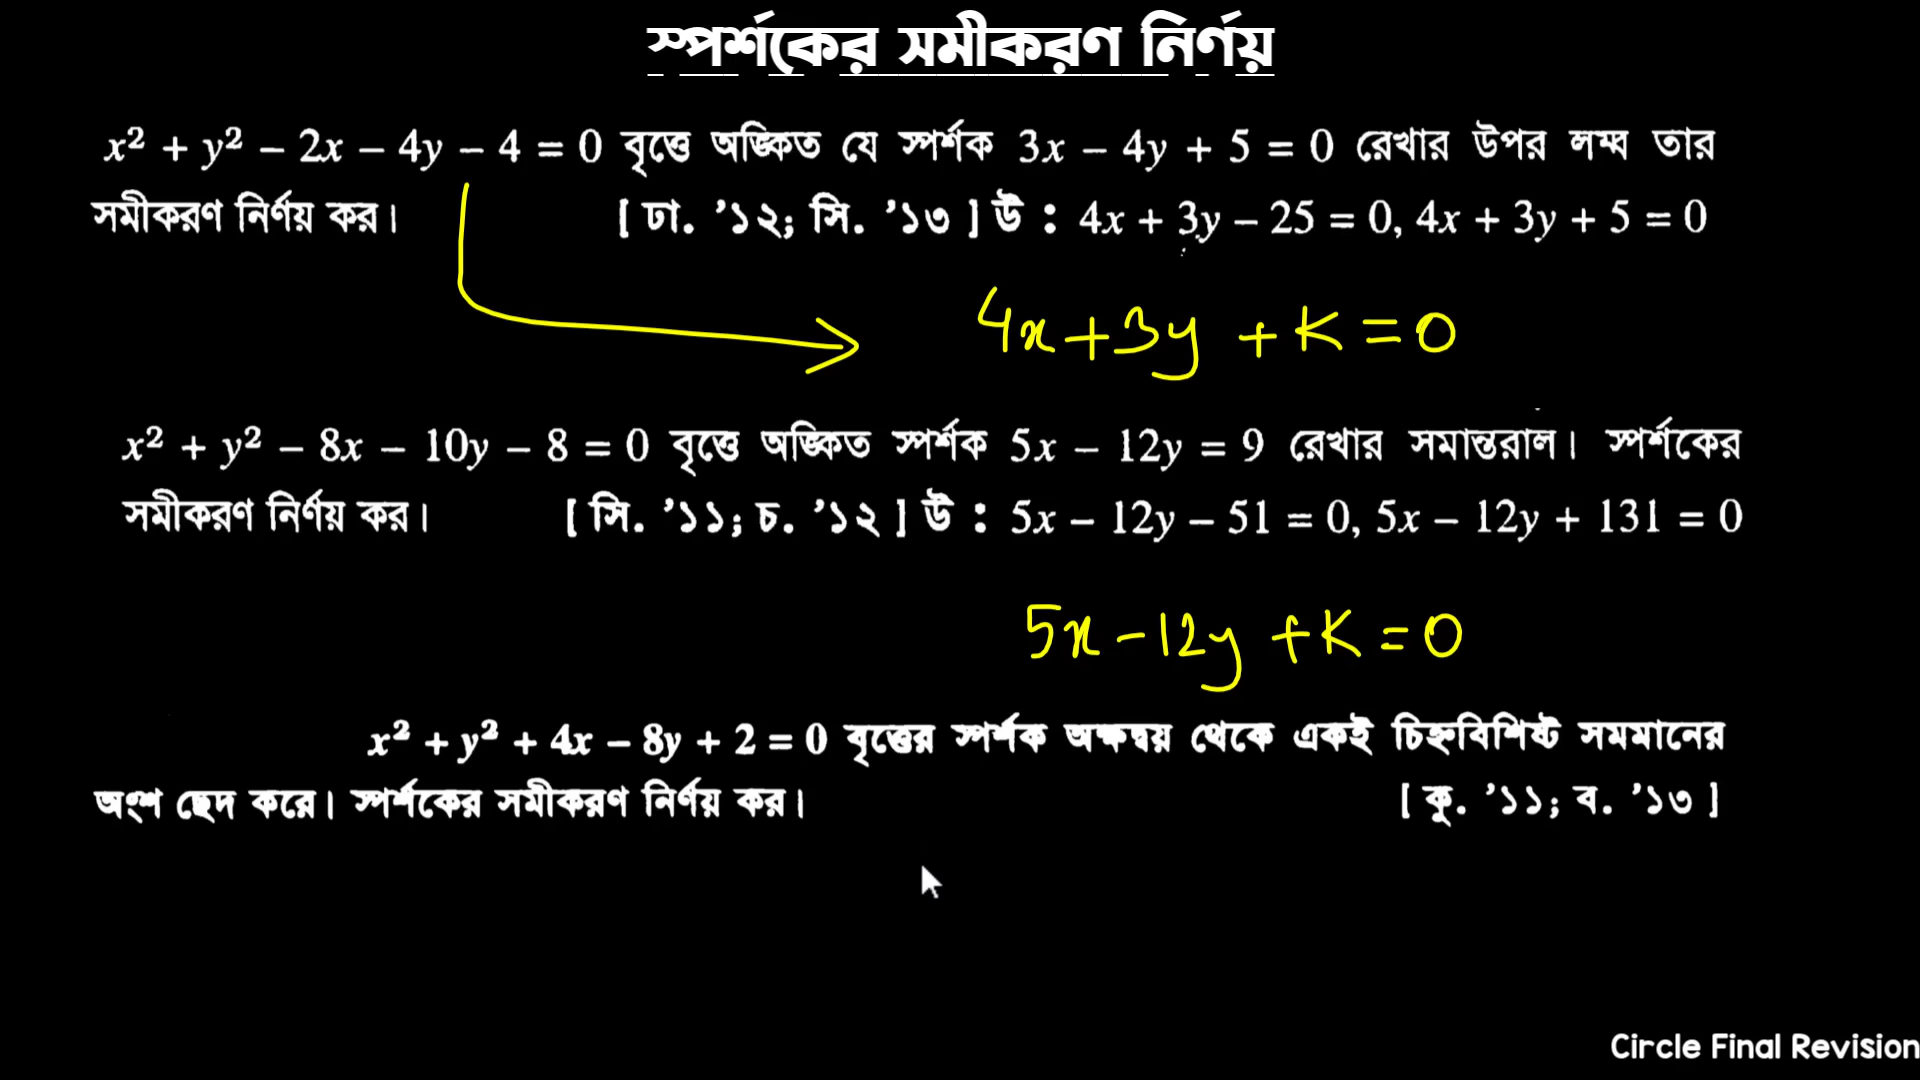 স্পর্শকের সমীকরণ নির্ণয়
x² + y² – 2x – 4y – 4 = 0 বৃত্তে অঙ্কিত যে স্পর্শক 3x – 4y + 5 = 0 রেখার উপর লম্ব তার
সমীকরণ নির্ণয় কর। [ ঢা. ’১২; সি. ’১৩ ] উ : 4x + 3y – 25 = 0, 4x + 3y + 5 = 0
4x+3y +K=0
x² + y² – 8x – 10y – 8 = 0 বৃত্তে অঙ্কিত স্পর্শক 5x – 12y = 9 রেখার সমান্তরাল। স্পর্শকের
সমীকরণ নির্ণয় কর। [ সি. ’১১; চ. ’১২ ] উ : 5x – 12y – 51 = 0, 5x – 12y + 131 = 0
5x-12y +K=0
x² + y² + 4x – 8y + 2 = 0 বৃত্তের স্পর্শক অক্ষদ্বয় থেকে একই চিহ্নবিশিষ্ট সমমানের
অংশ ছেদ করে। স্পর্শকের সমীকরণ নির্ণয় কর। [ কু. ’১১; ব. ’১৩ ]
Circle Final Revision